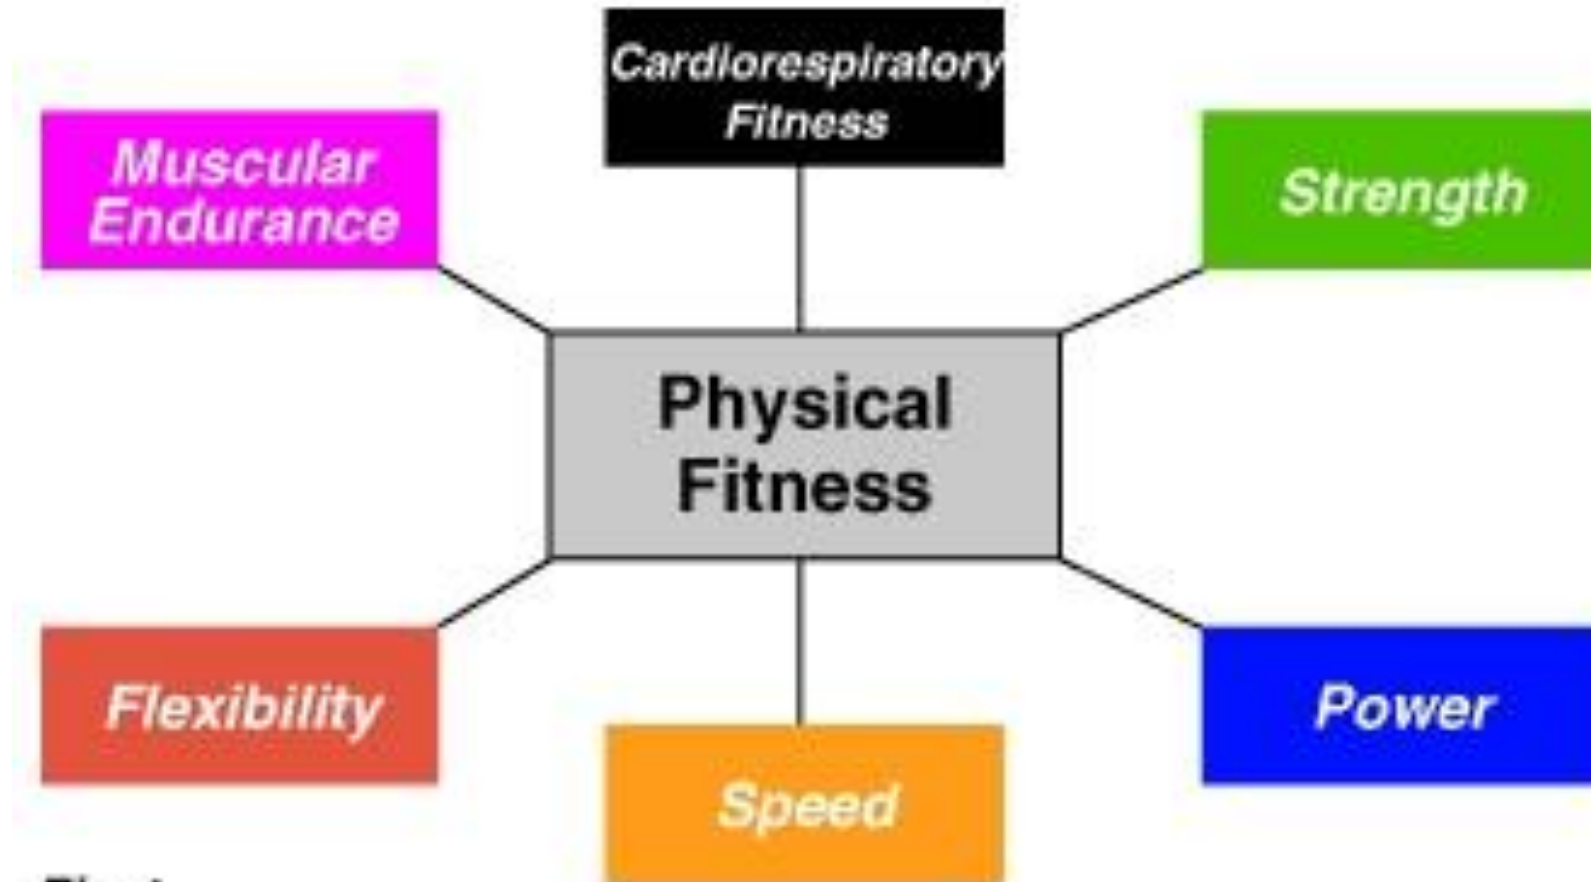 Cardiorespiratory
Fitness
Muscular
Endurance
Strength
Physical
Fitness
Flexibility
Power
Speed